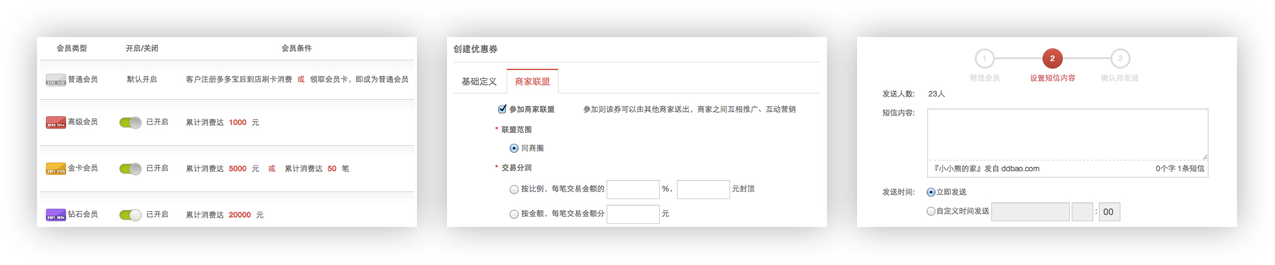 会员类型 开启/关闭 会员条件
普通会员 默认开启 客户注册多多宝后到店刷卡消费 或 领取会员卡，即成为普通会员
高级会员 已开启 累计消费达 1000 元
金卡会员 已开启 累计消费达 5000 元 或 累计消费达 50 笔
钻石会员 已开启 累计消费达 20000 元
创建优惠券
基础定义 商家联盟
参加商家联盟 参加则该券可以由其他商家送出，商家之间互相推广、互动营销
* 联盟范围
同商圈
* 交易分润
按比例，每笔交易金额的 %， 元封顶
按金额，每笔交易金额分 元
1 2 3
筛选会员 设置短信内容 确认并发送
发送人数: 23人
短信内容:
『小小熊的家』发自 ddbao.com 0个字 1条短信
发送时间: 立即发送
自定义时间发送 : 00